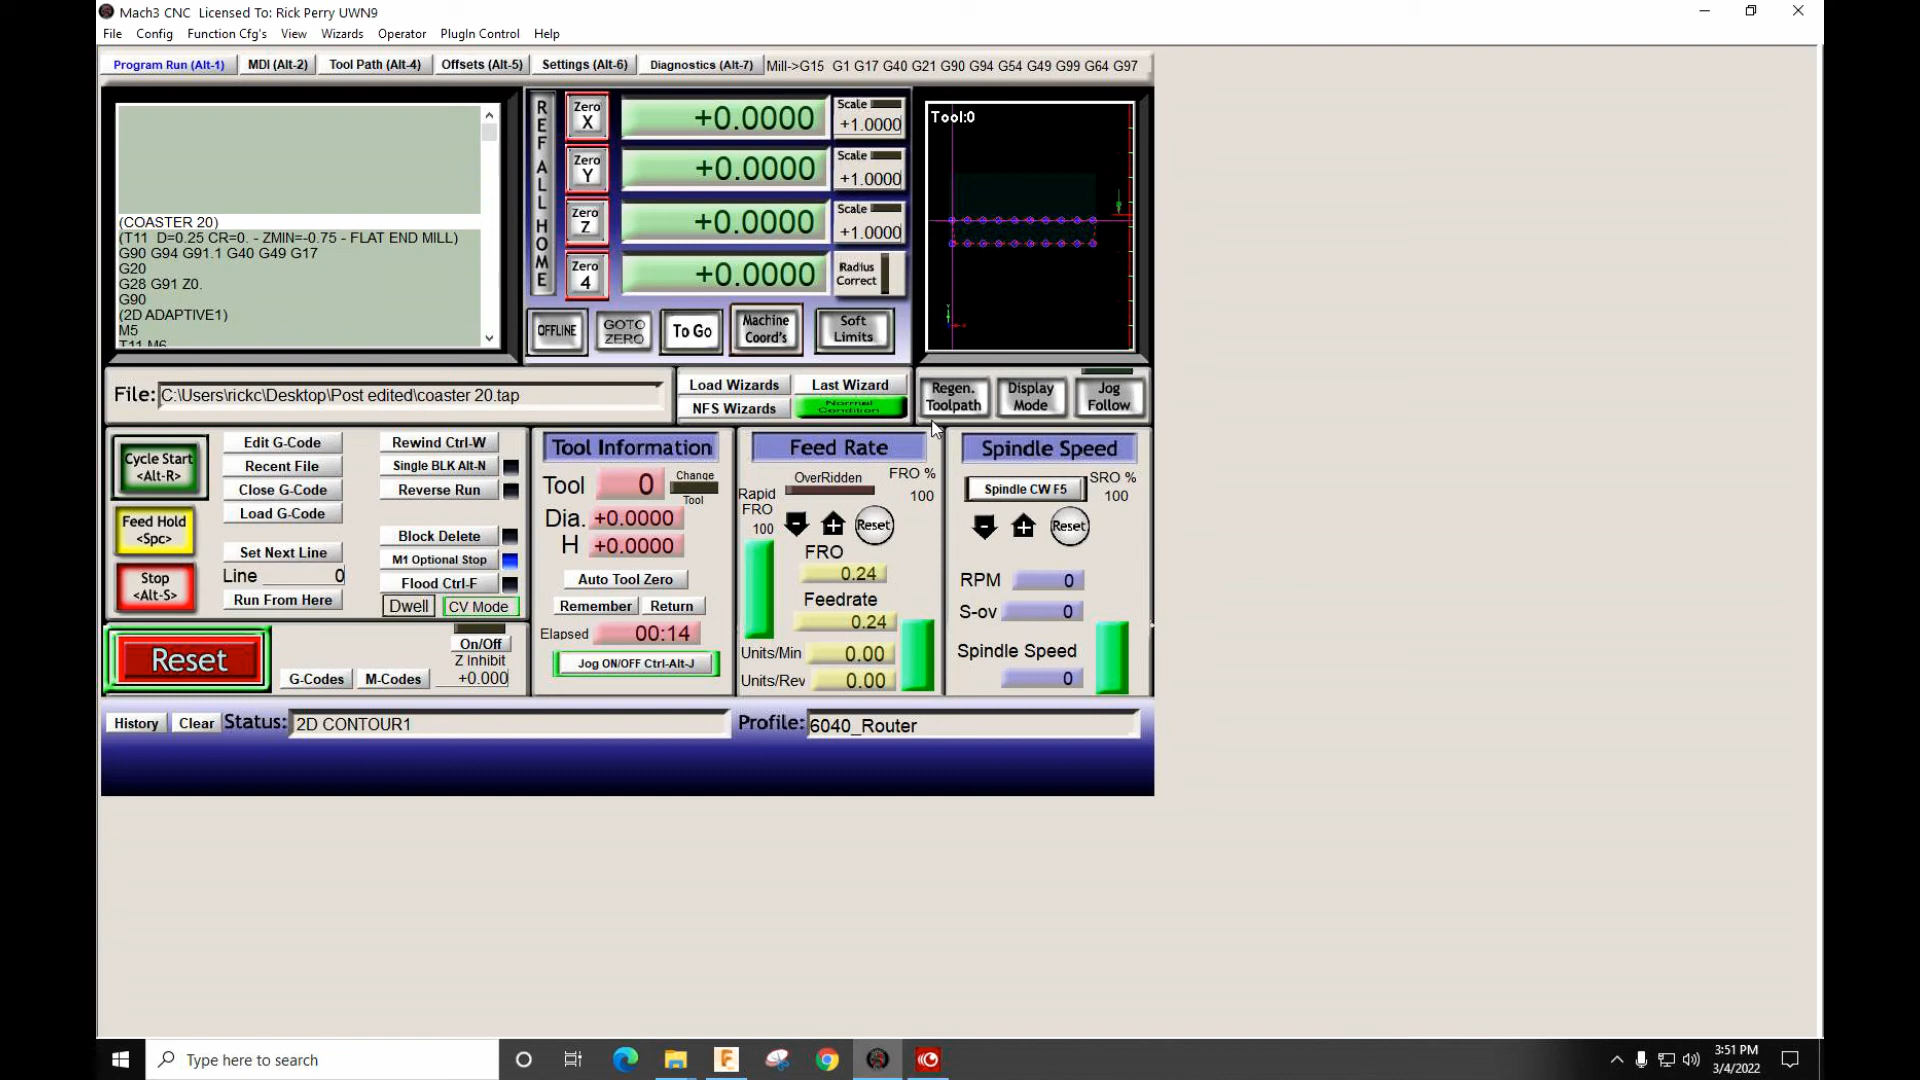 Mach3 CNC Licensed To: Rick Perry UWN9
File Config Function Cfg's View Wizards Operator PlugIn Control Help
Program Run (Alt-1) MDI (Alt-2) Tool Path (Alt-4) Offsets (Alt-5) Settings (Alt-6) Diagnostics (Alt-7) Mill->G15 G1 G17 G40 G21 G90 G94 G54 G49 G99 G64 G97
(COASTER 20)
(T11 D=0.25 CR=0. - ZMIN=-0.75 - FLAT END MILL)
G90 G94 G91.1 G40 G49 G17
G20
G28 G91 Z0.
G90
(2D ADAPTIVE1)
M5
T11 M6
REF ALL HOME
Zero X +0.0000 Scale +1.0000
Zero Y +0.0000 Scale +1.0000
Zero Z +0.0000 Scale +1.0000
Zero 4 +0.0000 Radius Correct
OFFLINE GOTO ZERO To Go Machine Coord's Soft Limits
Tool:0
File: C:\Users\rickc\Desktop\Post edited\coaster 20.tap
Load Wizards Last Wizard
NFS Wizards Normal Condition
Regen. Toolpath Display Mode Jog Follow
Cycle Start <Alt-R>
Feed Hold <Spc>
Stop <Alt-S>
Edit G-Code
Recent File
Close G-Code
Load G-Code
Set Next Line
Line 0
Run From Here
Rewind Ctrl-W
Single BLK Alt-N
Reverse Run
Block Delete
M1 Optional Stop
Flood Ctrl-F
Dwell CV Mode
Reset
G-Codes M-Codes
On/Off
Z Inhibit
+0.000
Tool Information
Tool 0 Change Tool
Dia. +0.0000
H +0.0000
Auto Tool Zero
Remember Return
Elapsed 00:14
Jog ON/OFF Ctrl-Alt-J
Feed Rate
OverRidden FRO %
100
Rapid FRO
100
Reset
FRO
0.24
Feedrate
0.24
Units/Min 0.00
Units/Rev 0.00
Spindle Speed
Spindle CW F5 SRO %
100
Reset
RPM 0
S-ov 0
Spindle Speed
0
History Clear Status: 2D CONTOUR1 Profile: 6040_Router
Type here to search
3:51 PM
3/4/2022